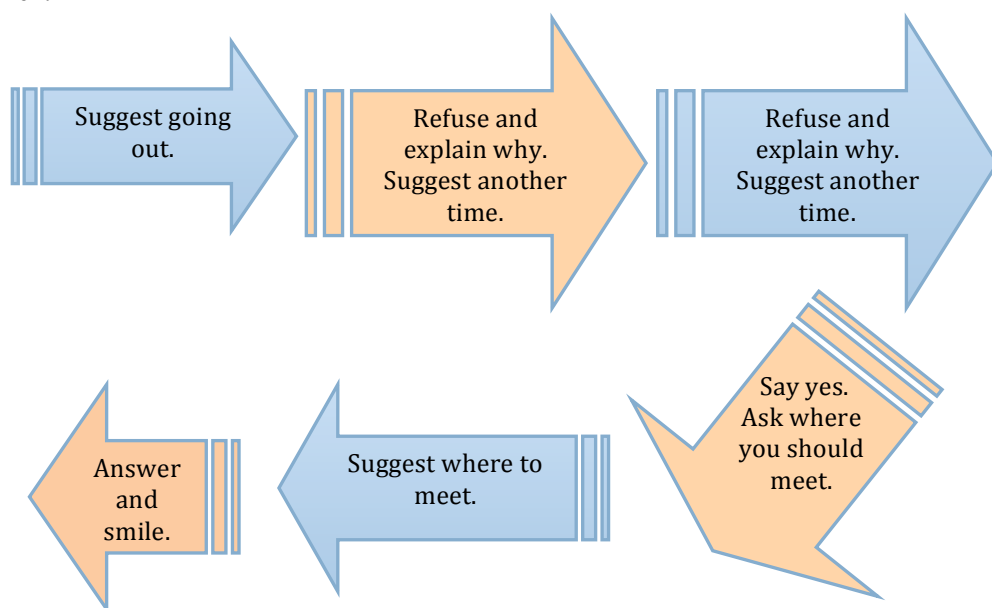 Suggest going
out.
Refuse and
explain why.
Suggest another
time.
Refuse and
explain why.
Suggest another
time.
Say yes.
Ask where
you should
meet.
Suggest where to
meet.
Answer
and
smile.